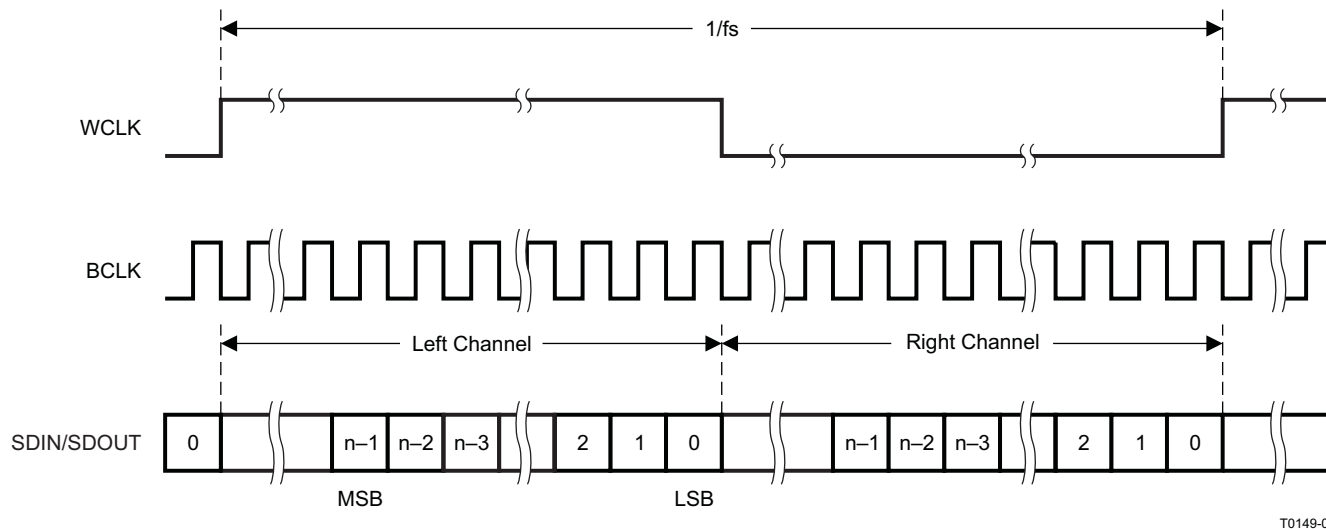 1/fs
WCLK
BCLK
Left Channel Right Channel
SDIN/SDOUT 0 n–1 n–2 n–3 2 1 0 n–1 n–2 n–3 2 1 0
MSB LSB